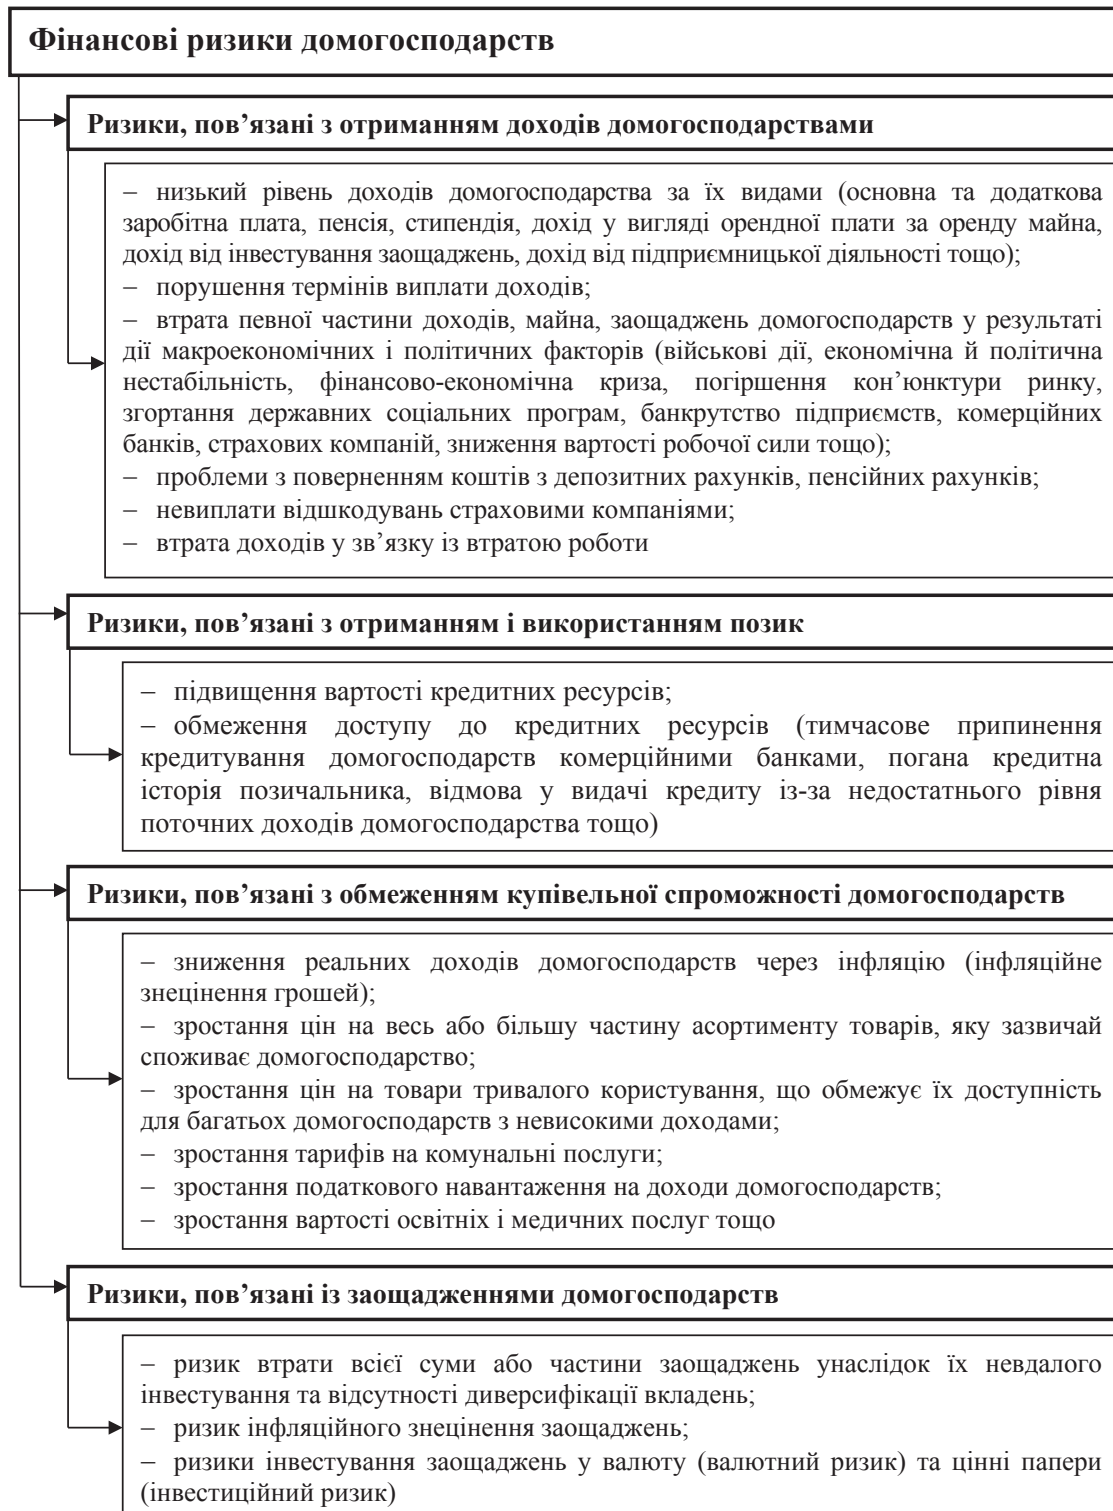 Фінансові ризики домогосподарств
Ризики, пов’язані з отриманням доходів домогосподарствами
– низький рівень доходів домогосподарства за їх видами (основна та додаткова
заробітна плата, пенсія, стипендія, дохід у вигляді орендної плати за оренду майна,
дохід від інвестування заощаджень, дохід від підприємницької діяльності тощо);
– порушення термінів виплати доходів;
– втрата певної частини доходів, майна, заощаджень домогосподарств у результаті
дії макроекономічних і політичних факторів (військові дії, економічна й політична
нестабільність, фінансово-економічна криза, погіршення кон’юнктури ринку,
згортання державних соціальних програм, банкрутство підприємств, комерційних
банків, страхових компаній, зниження вартості робочої сили тощо);
– проблеми з поверненням коштів з депозитних рахунків, пенсійних рахунків;
– невиплати відшкодувань страховими компаніями;
– втрата доходів у зв’язку із втратою роботи
Ризики, пов’язані з отриманням і використанням позик
– підвищення вартості кредитних ресурсів;
– обмеження доступу до кредитних ресурсів (тимчасове припинення
кредитування домогосподарств комерційними банками, погана кредитна
історія позичальника, відмова у видачі кредиту із-за недостатнього рівня
поточних доходів домогосподарства тощо)
Ризики, пов’язані з обмеженням купівельної спроможності домогосподарств
– зниження реальних доходів домогосподарств через інфляцію (інфляційне
знецінення грошей);
– зростання цін на весь або більшу частину асортименту товарів, яку зазвичай
споживає домогосподарство;
– зростання цін на товари тривалого користування, що обмежує їх доступність
для багатьох домогосподарств з невисокими доходами;
– зростання тарифів на комунальні послуги;
– зростання податкового навантаження на доходи домогосподарств;
– зростання вартості освітніх і медичних послуг тощо
Ризики, пов’язані із заощадженнями домогосподарств
– ризик втрати всієї суми або частини заощаджень унаслідок їх невдалого
інвестування та відсутності диверсифікації вкладень;
– ризик інфляційного знецінення заощаджень;
– ризики інвестування заощаджень у валюту (валютний ризик) та цінні папери
(інвестиційний ризик)